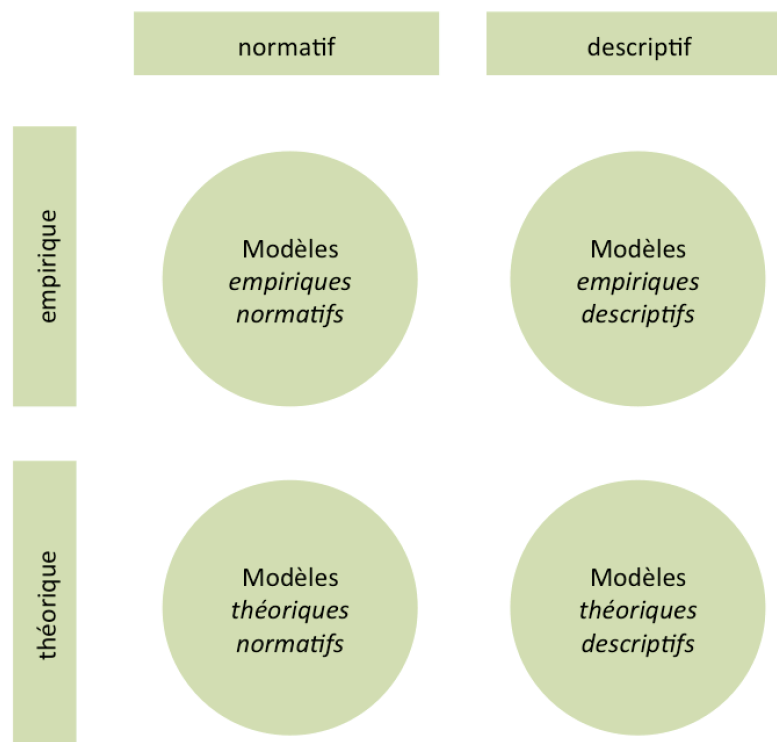 normatif
descriptif
empirique
Modèles
empiriques
normatifs
Modèles
empiriques
descriptifs
théorique
Modèles
théoriques
normatifs
Modèles
théoriques
descriptifs